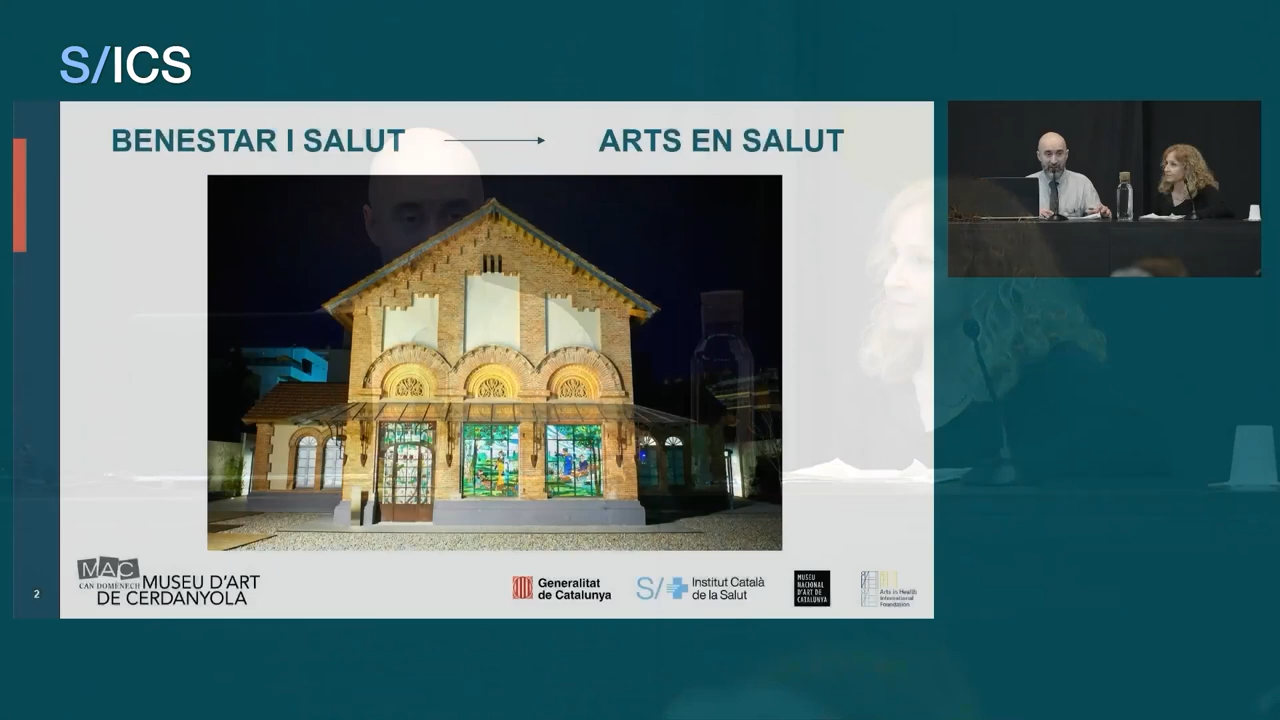 S/ICS
BENESTAR I SALUT
ARTS EN SALUT
MAC
CAN DOMÈNECH
MUSEU D'ART
DE CERDANYOLA
2
Generalitat
de Catalunya
S/
Institut Català
de la Salut
MUSEU
NACIONAL
D'ART DE
CATALUNYA
Arts in Health
International
Foundation